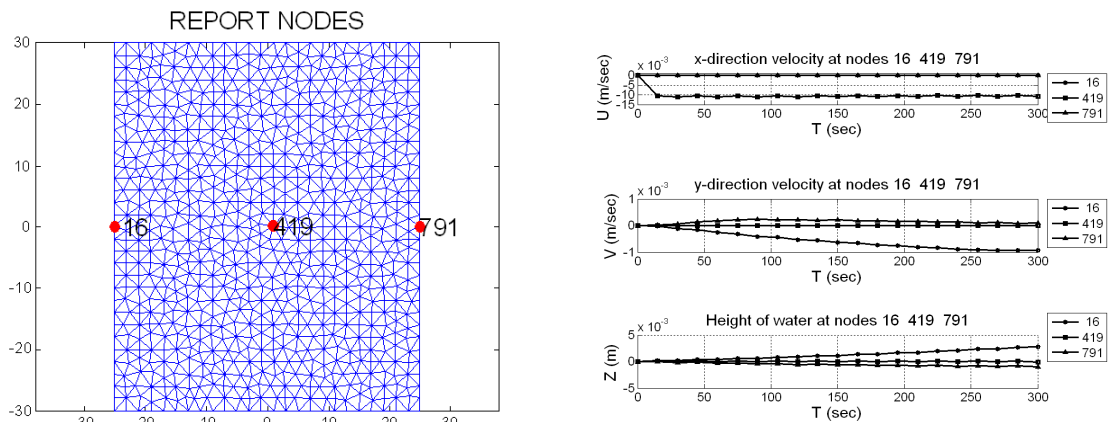 REPORT NODES
30
20
10
0
-10
-20
-30
-30 -20 -10 0 10 20 30
16 419 791
x-direction velocity at nodes 16 419 791
x 10 -3
0
-5
-10
-15
U (m/sec)
0 50 100 150 200 250 300
T (sec)
16
419
791
y-direction velocity at nodes 16 419 791
x 10 -3
1
0
-1
V (m/sec)
0 50 100 150 200 250 300
T (sec)
16
419
791
Height of water at nodes 16 419 791
x 10 -3
5
0
-5
Z (m)
0 50 100 150 200 250 300
T (sec)
16
419
791